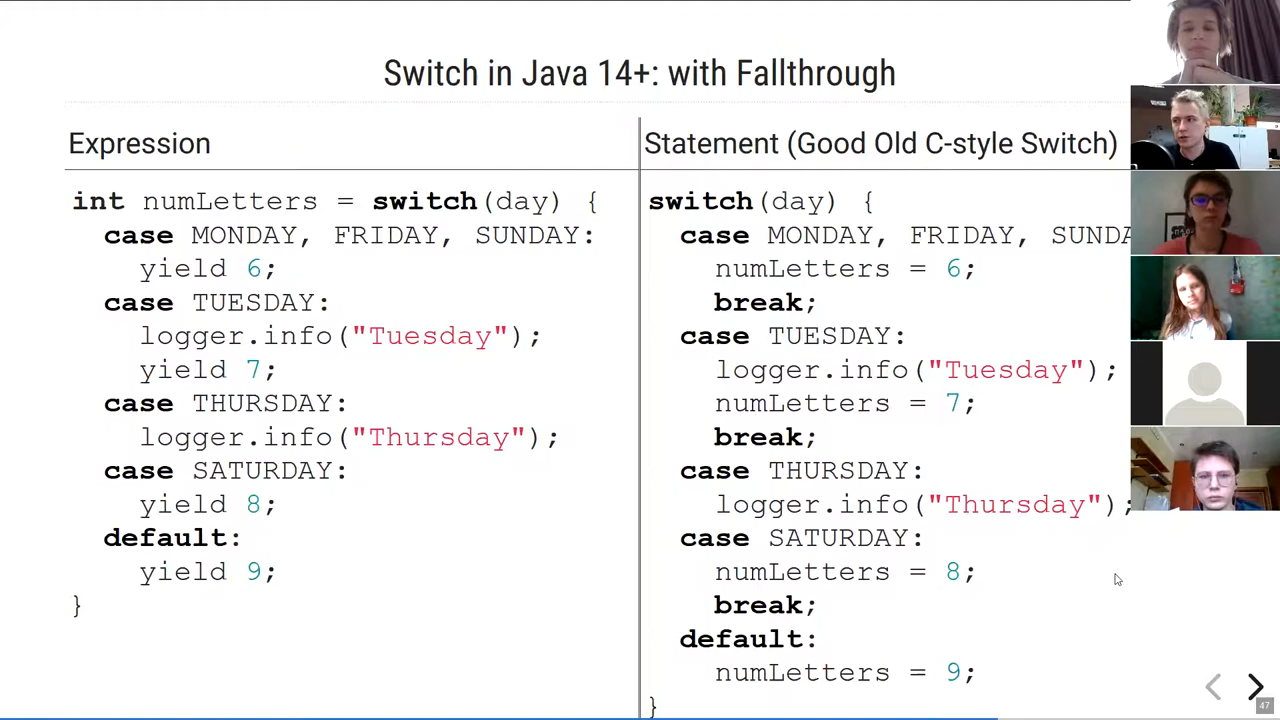 Switch in Java 14+: with Fallthrough
Expression
int numLetters = switch(day) {
case MONDAY, FRIDAY, SUNDAY:
yield 6;
case TUESDAY:
logger.info("Tuesday");
yield 7;
case THURSDAY:
logger.info("Thursday");
case SATURDAY:
yield 8;
default:
yield 9;
}
Statement (Good Old C-style Switch)
switch(day) {
case MONDAY, FRIDAY, SUNDA
numLetters = 6;
break;
case TUESDAY:
logger.info("Tuesday");
numLetters = 7;
break;
case THURSDAY:
logger.info("Thursday");
case SATURDAY:
numLetters = 8;
break;
default:
numLetters = 9;
}
47